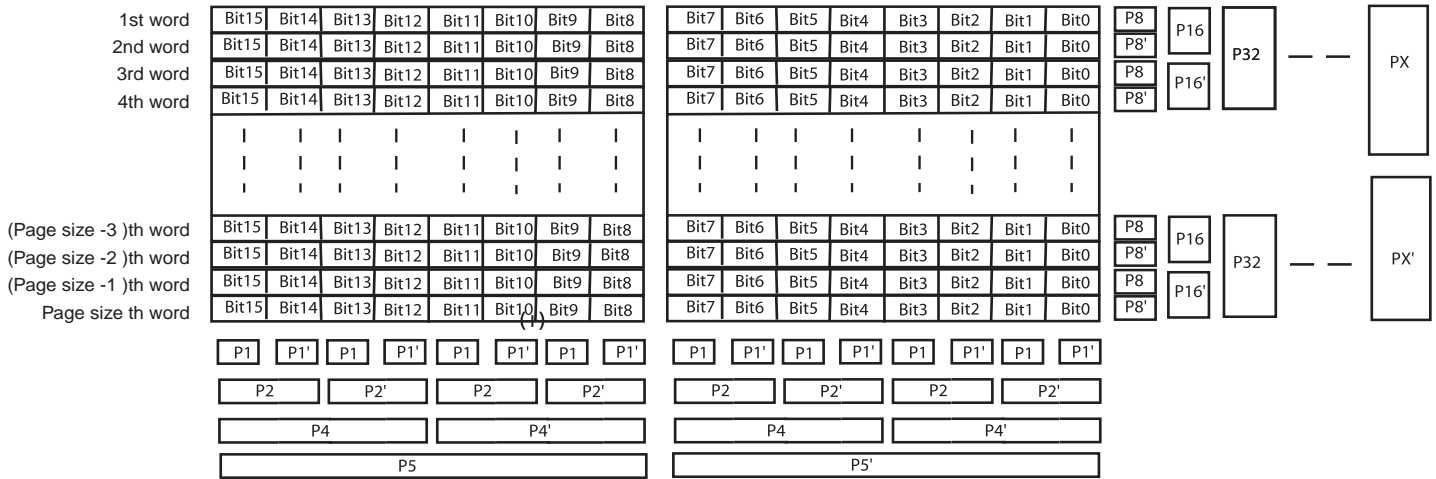 1st word Bit15 Bit14 Bit13 Bit12 Bit11 Bit10 Bit9 Bit8 Bit7 Bit6 Bit5 Bit4 Bit3 Bit2 Bit1 Bit0 P8 P16 P32 PX
2nd word Bit15 Bit14 Bit13 Bit12 Bit11 Bit10 Bit9 Bit8 Bit7 Bit6 Bit5 Bit4 Bit3 Bit2 Bit1 Bit0 P8'
3rd word Bit15 Bit14 Bit13 Bit12 Bit11 Bit10 Bit9 Bit8 Bit7 Bit6 Bit5 Bit4 Bit3 Bit2 Bit1 Bit0 P8 P16'
4th word Bit15 Bit14 Bit13 Bit12 Bit11 Bit10 Bit9 Bit8 Bit7 Bit6 Bit5 Bit4 Bit3 Bit2 Bit1 Bit0 P8'
(Page size -3 )th word Bit15 Bit14 Bit13 Bit12 Bit11 Bit10 Bit9 Bit8 Bit7 Bit6 Bit5 Bit4 Bit3 Bit2 Bit1 Bit0 P8 P16 P32 PX'
(Page size -2 )th word Bit15 Bit14 Bit13 Bit12 Bit11 Bit10 Bit9 Bit8 Bit7 Bit6 Bit5 Bit4 Bit3 Bit2 Bit1 Bit0 P8'
(Page size -1 )th word Bit15 Bit14 Bit13 Bit12 Bit11 Bit10 Bit9 Bit8 Bit7 Bit6 Bit5 Bit4 Bit3 Bit2 Bit1 Bit0 P8 P16'
Page size th word Bit15 Bit14 Bit13 Bit12 Bit11 Bit10 Bit9 Bit8 Bit7 Bit6 Bit5 Bit4 Bit3 Bit2 Bit1 Bit0 P8'
P1 P1' P1 P1' P1 P1' P1 P1' P1 P1' P1 P1' P1 P1' P1 P1'
P2 P2' P2 P2' P2 P2' P2 P2'
P4 P4' P4 P4'
P5 P5'